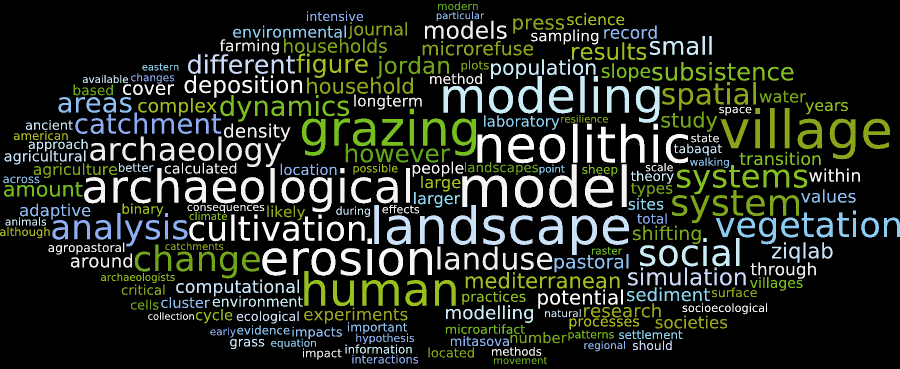 modern
intensive particular
environmental journal models press science
sampling record
farming households microrefuse results small
eastern different figure jordan population slope subsistence
available changes cover deposition household method plots
based longterm modeling spatial water
areas complex dynamics years
ancient catchment density grazing laboratory resilience study space village
american
approach archaeology neolithic state
agricultural however tabaqat transition
agriculture better calculated location possible people landscapes point sheep walking
scale
across amount archaeological large model theory systems within
types
adaptive binary consequences likely during effects larger sites system values
animals climate
although analysis cultivation landscape total shifting vegetation
agropastoral catchments raster
around change erosion landuse pastoral social ziqlab
archaeologists through
critical computational human mediterranean simulation villages
cells cluster environment practices potential sediment surface
collection cycle ecological experiments modelling natural research socioecological
processes societies
early evidence impacts important microartifact number patterns settlement
grass equation hypothesis mitasova
impact information located methods regional should
interactions movement